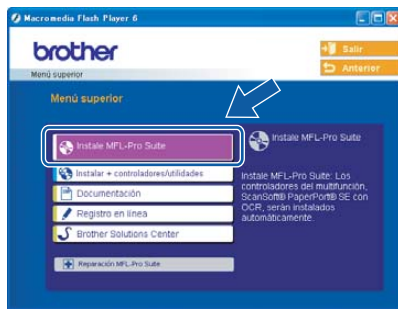 Macromedia Flash Player 6
brother
Salir
Anterior
Menú superior
Menú superior
Instale MFL-Pro Suite
Instalar + controladores/utilidades
Documentación
Registro en línea
Brother Solutions Center
Reparación MFL-Pro Suite
Instale MFL-Pro Suite
Instale MFL-Pro Suite: Los
controladores del multifunción,
ScanSoft® PaperPort® SE con
OCR, serán instalados
automáticamente.